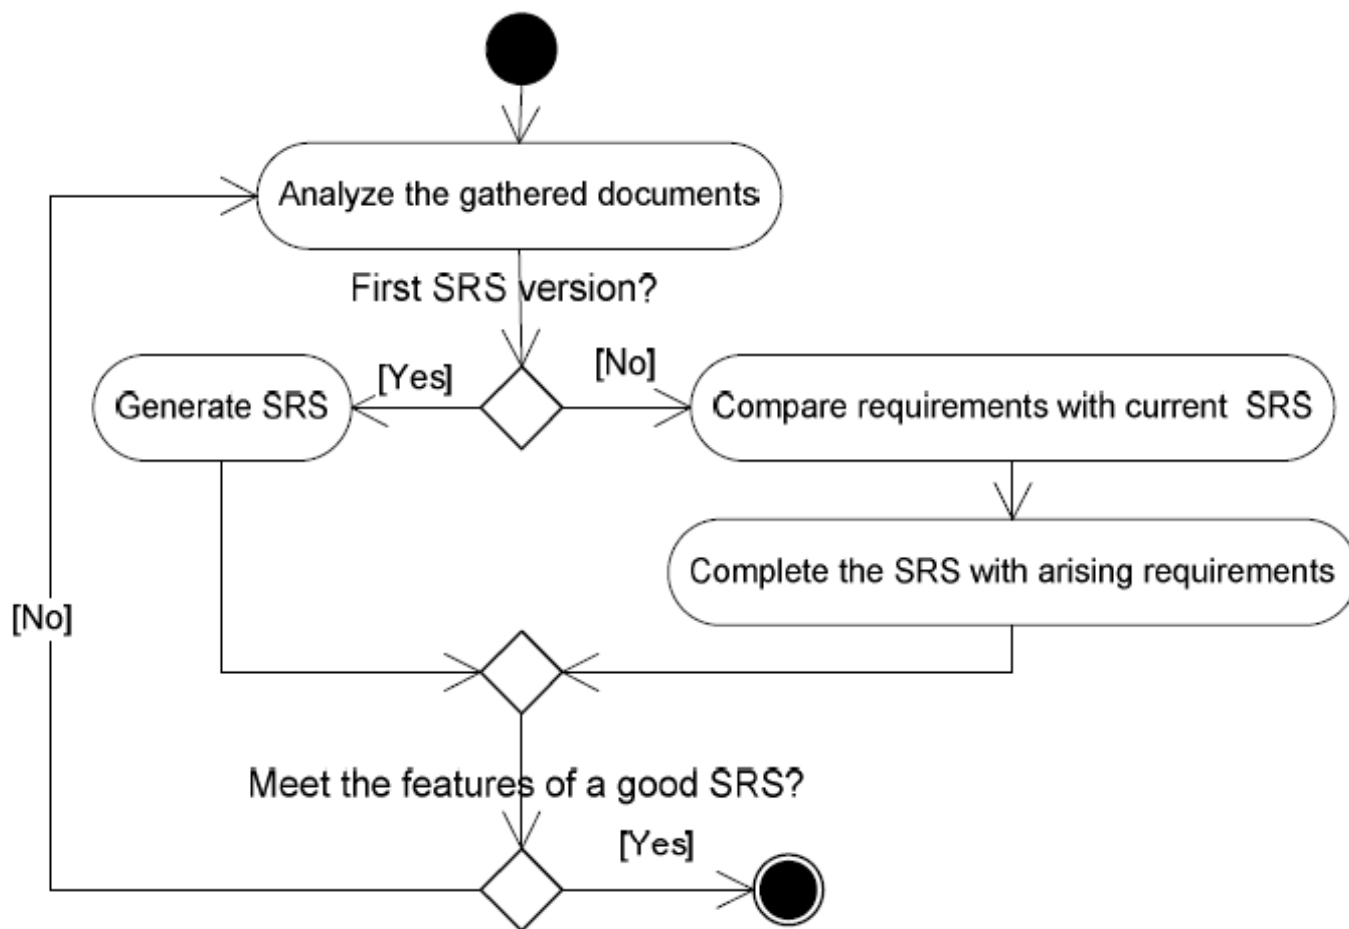 Analyze the gathered documents
First SRS version?
[Yes]
[No]
Generate SRS
Compare requirements with current SRS
Complete the SRS with arising requirements
[No]
Meet the features of a good SRS?
[Yes]